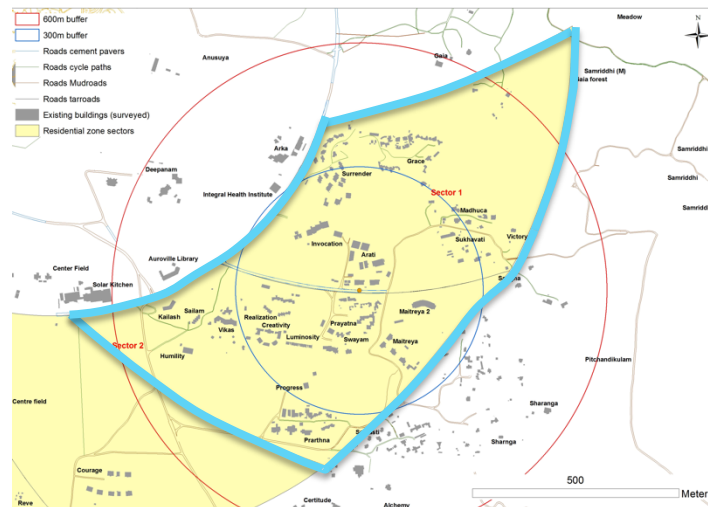 600m buffer
300m buffer
Roads cement pavers
Roads cycle paths
Roads Mudroads
Roads tarroads
Existing buildings (surveyed)
Residential zone sectors
Meadow
N
Anusuya
Gaia
Samriddhi (M)
Gaia forest
Arka
Grace
Deepanam
Surrender
Samriddhi
Integral Health Institute
Sector 1
Samriddhi
Madhuca
Samriddhi
Invocation
Sukhavati
Victory
Arati
Auroville Library
Center Field
Solar Kitchen
Kailash
Sailam
Realization
Vikas
Creativity
Prayatna
Maitreya 2
Luminosity
Swayam
Maitreya
Sector 2
Humility
Pitchandikulam
Progress
Centre field
Sharanga
Prarthna
Sharnga
Courage
500
Meter
Reve
Certitude
Alchemy